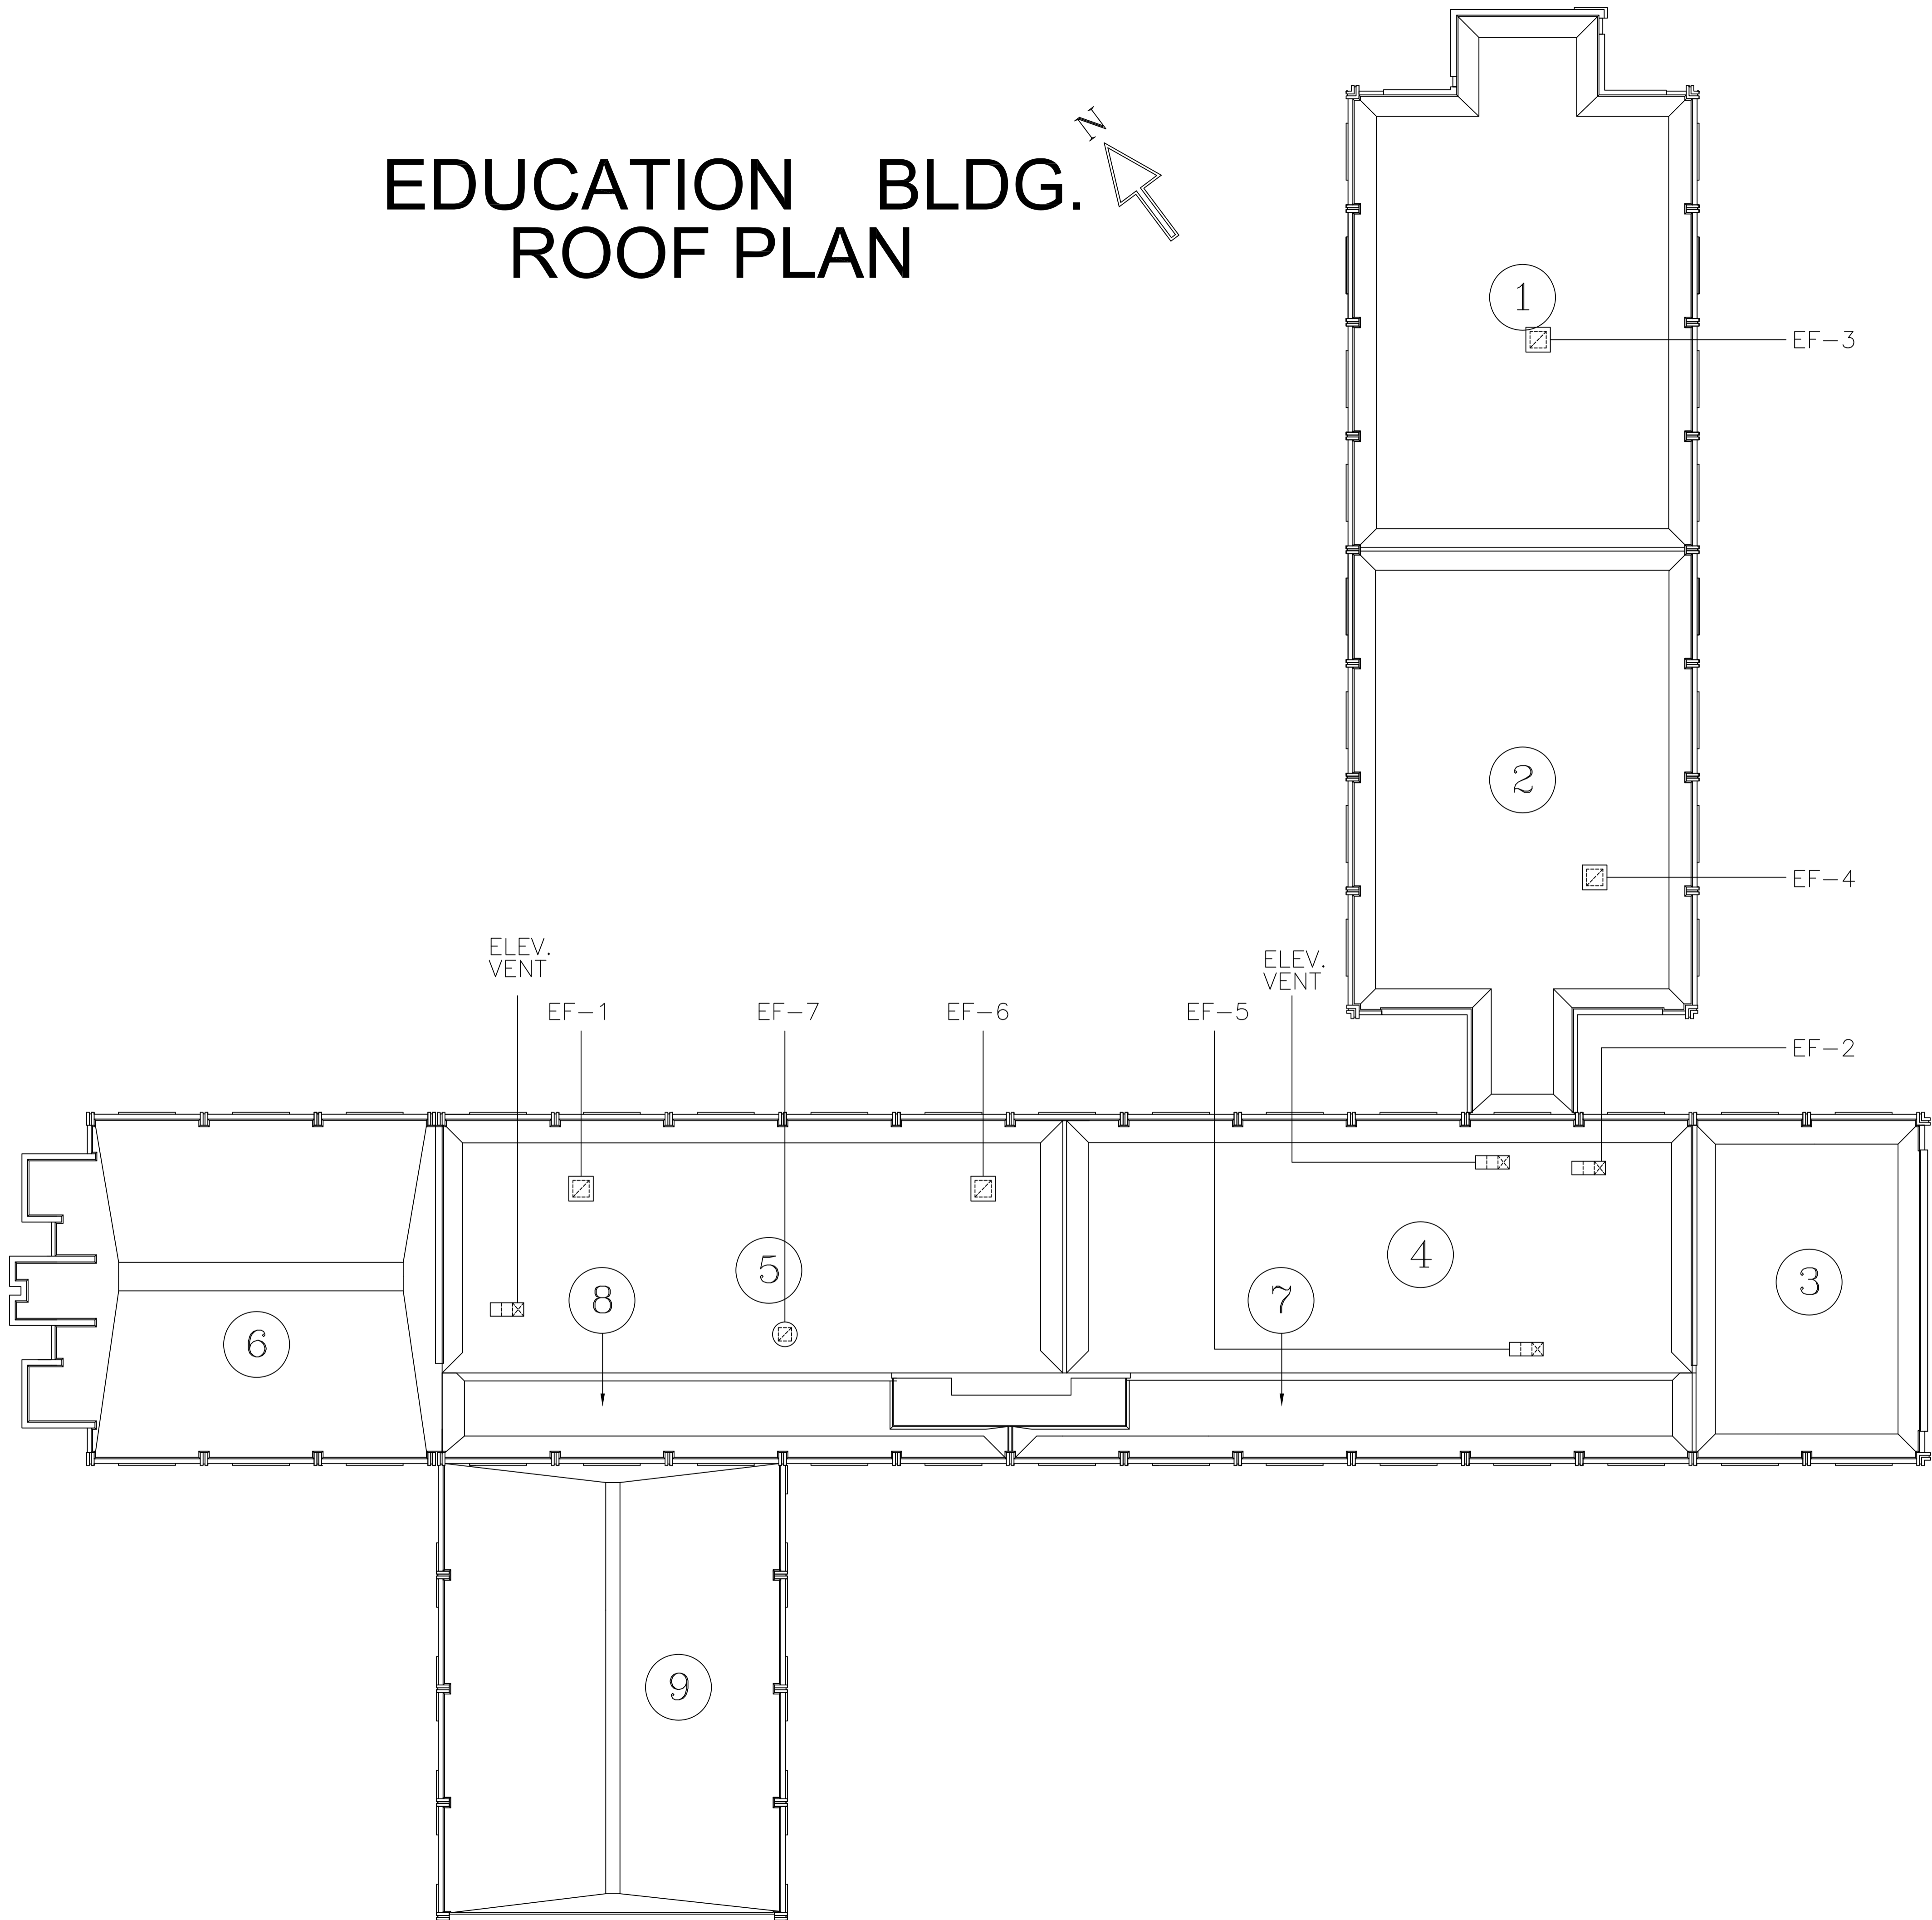 EDUCATION BLDG.
ROOF PLAN
N
1
EF-3
2
EF-4
ELEV.
VENT
ELEV.
VENT
EF-1
EF-7
EF-6
EF-5
EF-2
5
4
3
8
7
6
9